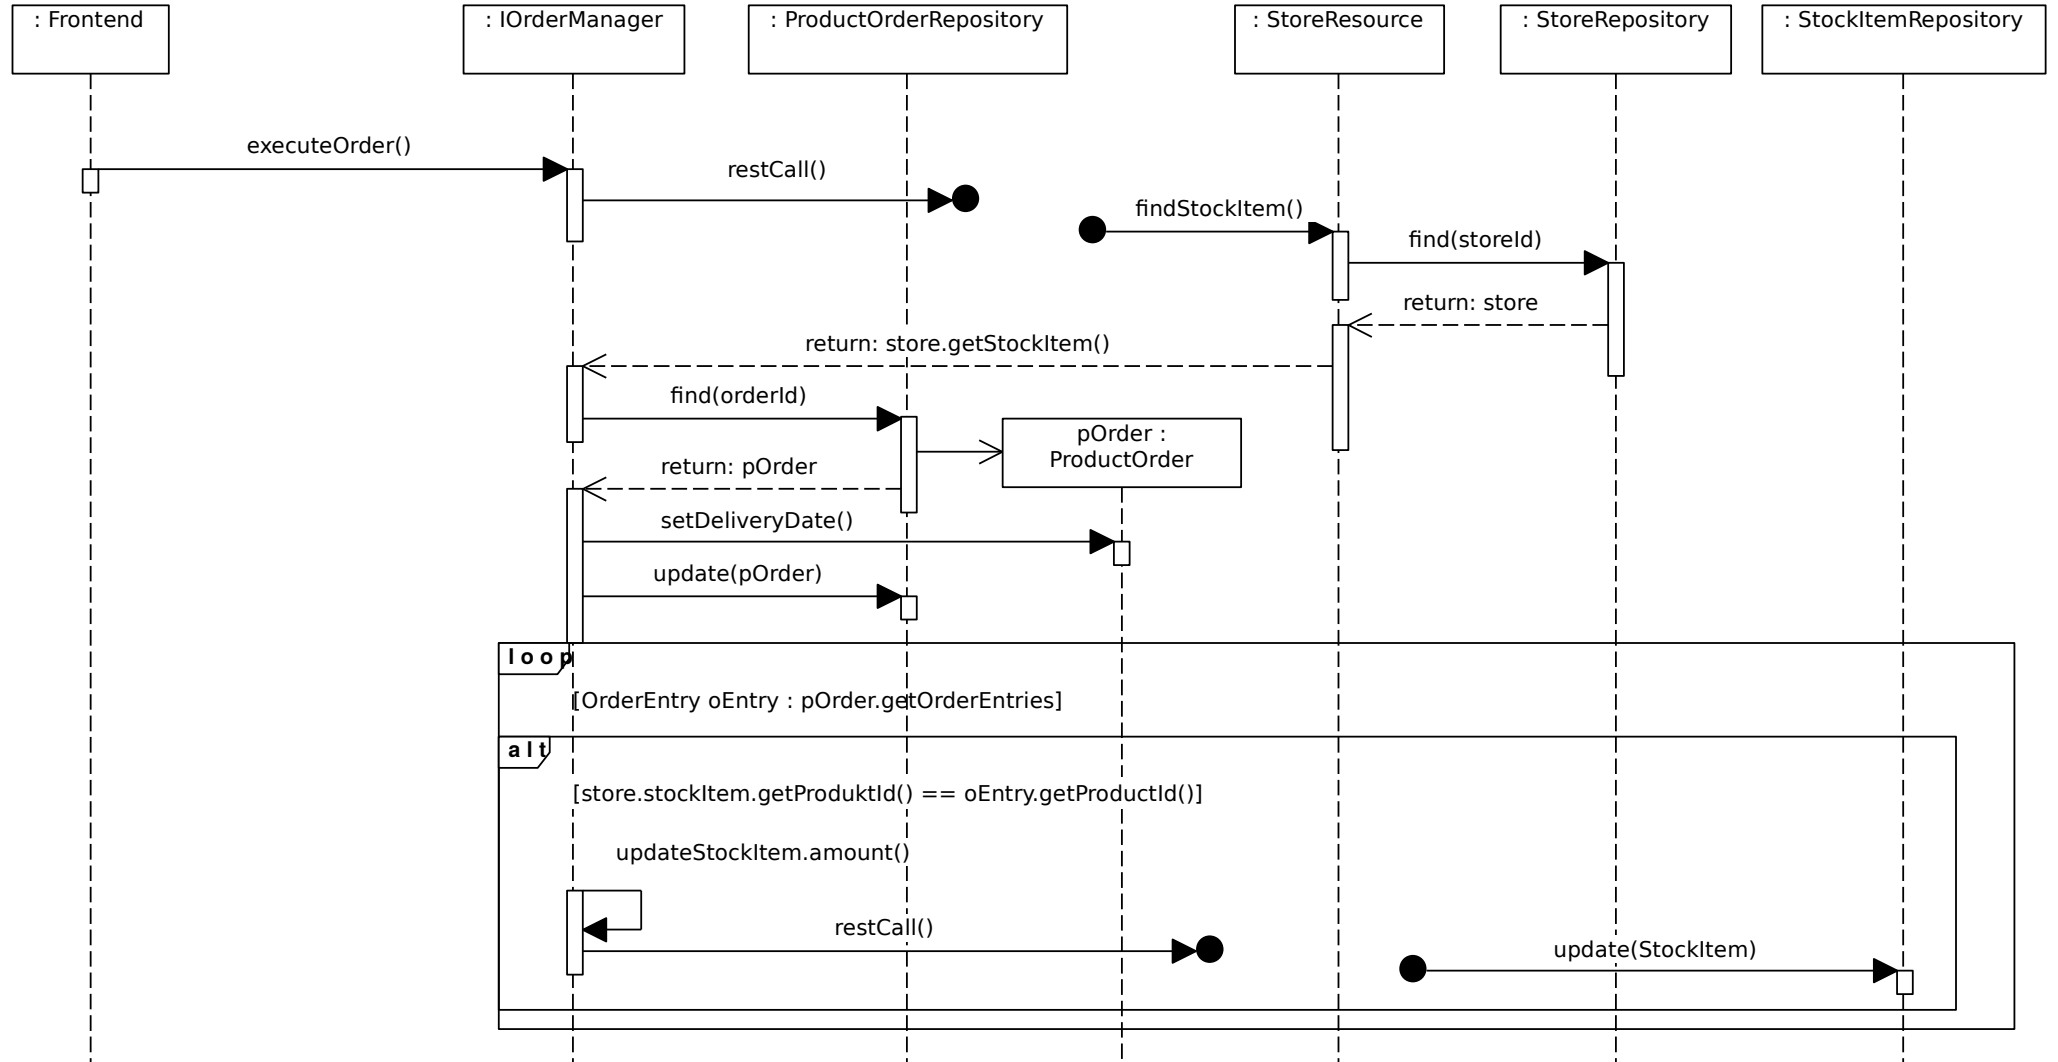 : Frontend
: IOrderManager
: ProductOrderRepository
: StoreResource
: StoreRepository
: StockItemRepository
executeOrder()
restCall()
findStockItem()
find(storeId)
return: store
return: store.getStockItem()
find(orderId)
pOrder :
ProductOrder
return: pOrder
setDeliveryDate()
update(pOrder)
loop
[OrderEntry oEntry : pOrder.getOrderEntries]
alt
[store.stockItem.getProduktId() == oEntry.getProductId()]
updateStockItem.amount()
restCall()
update(StockItem)